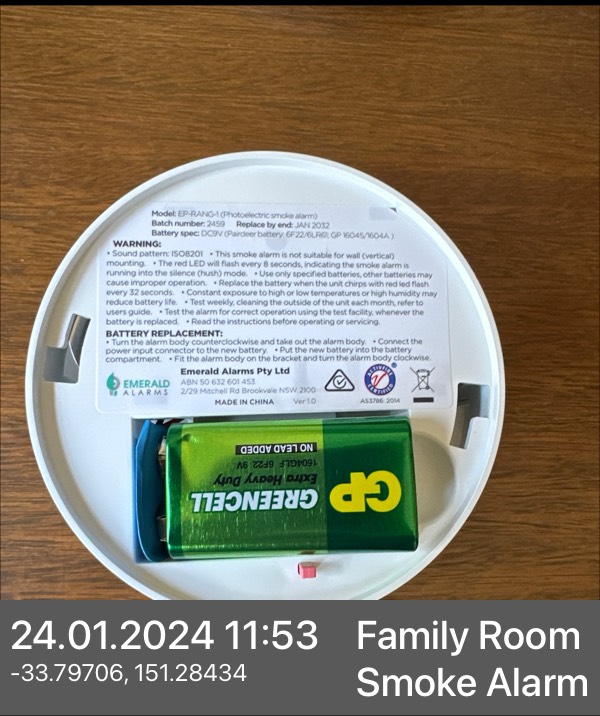 Model: EP-RANG-1 (Photoelectric smoke alarm)
Batch number: 2459 Replace by end: JAN 2032
Battery spec: DC9V (Pairdeer battery: 6F22/6LR61; GP 1604S/1604A )
WARNING:
• Sound pattern: ISO8201 • This smoke alarm is not suitable for wall (vertical)
mounting. • The red LED will flash every 8 seconds, indicating the smoke alarm is
running into the silence (hush) mode. • Use only specified batteries, other batteries may
cause improper operation. • Replace the battery when the unit chirps with red led flash
every 32 seconds. • Constant exposure to high or low temperatures or high humidity may
reduce battery life. • Test weekly, cleaning the outside of the unit each month, refer to
users guide. • Test the alarm for correct operation using the test facility, whenever the
battery is replaced. • Read the instructions before operating or servicing.
BATTERY REPLACEMENT:
• Turn the alarm body counterclockwise and take out the alarm body. • Connect the
power input connector to the new battery. • Put the new battery into the battery
compartment. • Fit the alarm body on the bracket and turn the alarm body clockwise.
EMERALD
ALARMS
Emerald Alarms Pty Ltd
ABN 50 632 601 453
2/29 Mitchell Rd Brookvale NSW, 2100
MADE IN CHINA Ver 1.0
AS3786: 2014
GP
GREENCELL
Extra Heavy Duty
1604GLF 6F22 9V
NO LEAD ADDED
24.01.2024 11:53
-33.79706, 151.28434
Family Room
Smoke Alarm